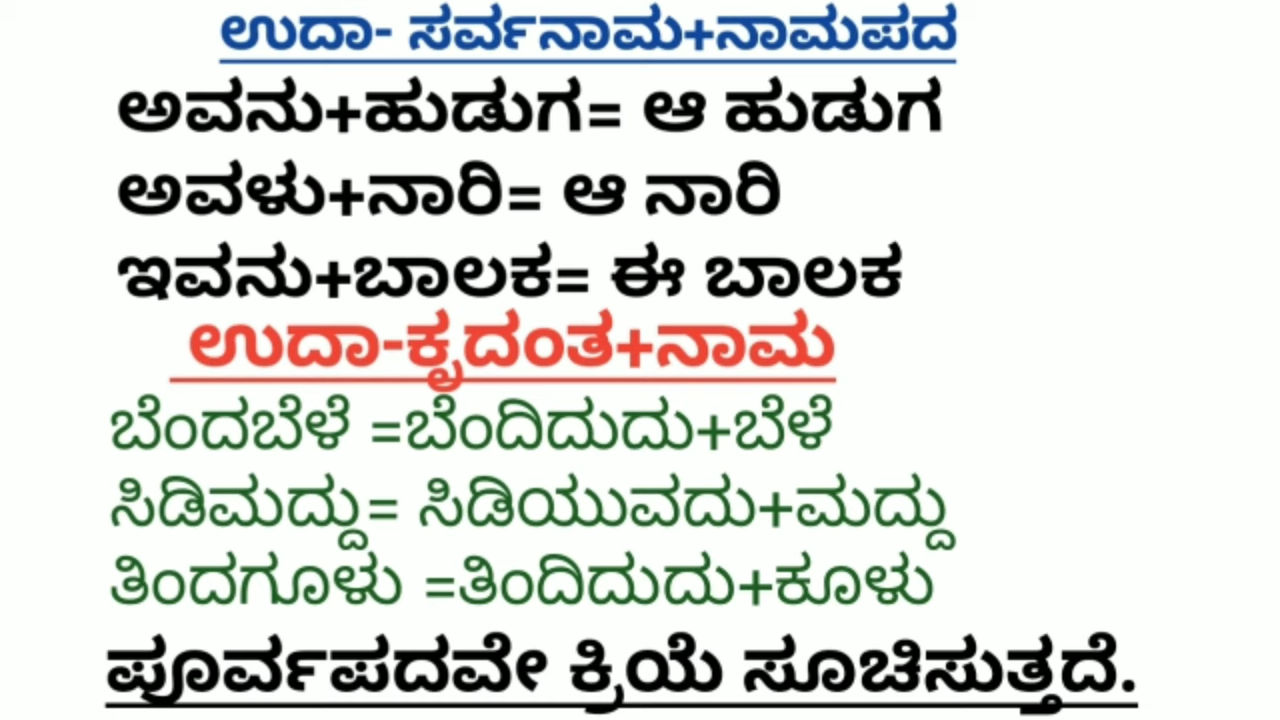 ಉದಾ- ಸರ್ವನಾಮ+ನಾಮಪದ
ಅವನು+ಹುಡುಗ= ಆ ಹುಡುಗ
ಅವಳು+ನಾರಿ= ಆ ನಾರಿ
ಇವನು+ಬಾಲಕ= ಈ ಬಾಲಕ
ಉದಾ-ಕೃದಂತ+ನಾಮ
ಬೆಂದಬೆಳೆ =ಬೆಂದಿದುದು+ಬೆಳೆ
ಸಿಡಿಮದ್ದು= ಸಿಡಿಯುವದು+ಮದ್ದು
ತಿಂದಗೂಳು =ತಿಂದಿದುದು+ಕೂಳು
ಪೂರ್ವಪದವೇ ಕ್ರಿಯೆ ಸೂಚಿಸುತ್ತದೆ.